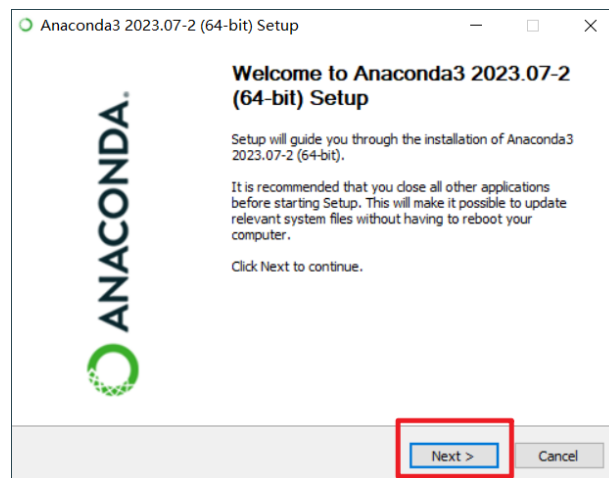 Anaconda3 2023.07-2 (64-bit) Setup
ANACONDA.
Welcome to Anaconda3 2023.07-2
(64-bit) Setup
Setup will guide you through the installation of Anaconda3
2023.07-2 (64-bit).
It is recommended that you close all other applications
before starting Setup. This will make it possible to update
relevant system files without having to reboot your
computer.
Click Next to continue.
Next >
Cancel